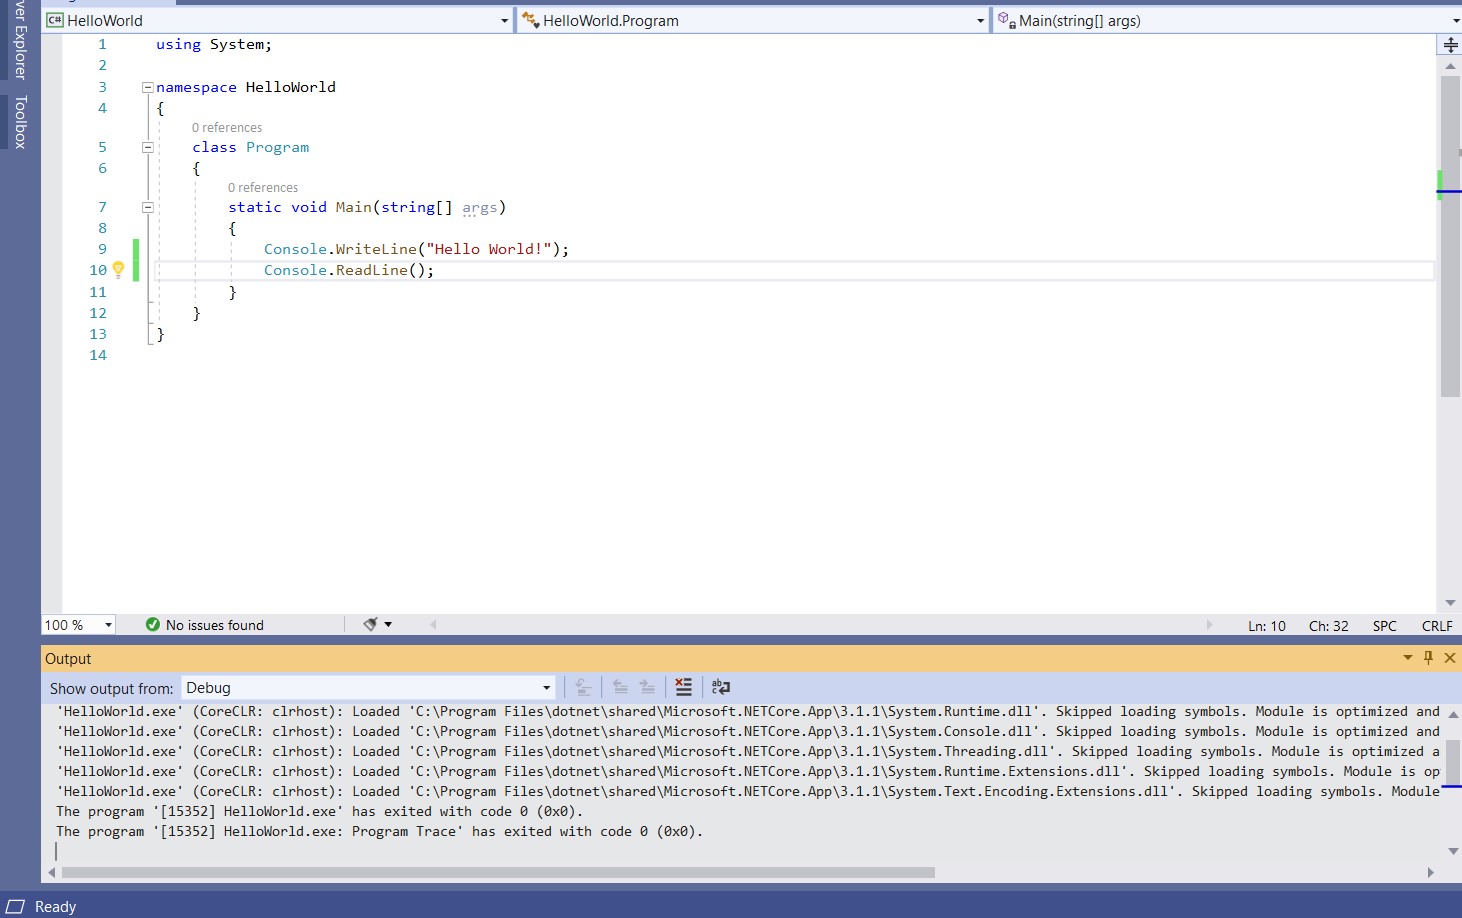 ver Explorer
Toolbox
C# HelloWorld
HelloWorld.Program
Main(string[] args)
1 using System;
2
3 namespace HelloWorld
4 {
0 references
5 class Program
6 {
0 references
7 static void Main(string[] args)
8 {
9 Console.WriteLine("Hello World!");
10 Console.ReadLine();
11 }
12 }
13 }
14
100 %
No issues found
Ln: 10 Ch: 32 SPC CRLF
Output
Show output from: Debug
'HelloWorld.exe' (CoreCLR: clrhost): Loaded 'C:\Program Files\dotnet\shared\Microsoft.NETCore.App\3.1.1\System.Runtime.dll'. Skipped loading symbols. Module is optimized and
'HelloWorld.exe' (CoreCLR: clrhost): Loaded 'C:\Program Files\dotnet\shared\Microsoft.NETCore.App\3.1.1\System.Console.dll'. Skipped loading symbols. Module is optimized and
'HelloWorld.exe' (CoreCLR: clrhost): Loaded 'C:\Program Files\dotnet\shared\Microsoft.NETCore.App\3.1.1\System.Threading.dll'. Skipped loading symbols. Module is optimized a
'HelloWorld.exe' (CoreCLR: clrhost): Loaded 'C:\Program Files\dotnet\shared\Microsoft.NETCore.App\3.1.1\System.Runtime.Extensions.dll'. Skipped loading symbols. Module is op
'HelloWorld.exe' (CoreCLR: clrhost): Loaded 'C:\Program Files\dotnet\shared\Microsoft.NETCore.App\3.1.1\System.Text.Encoding.Extensions.dll'. Skipped loading symbols. Module
The program '[15352] HelloWorld.exe' has exited with code 0 (0x0).
The program '[15352] HelloWorld.exe: Program Trace' has exited with code 0 (0x0).
Ready